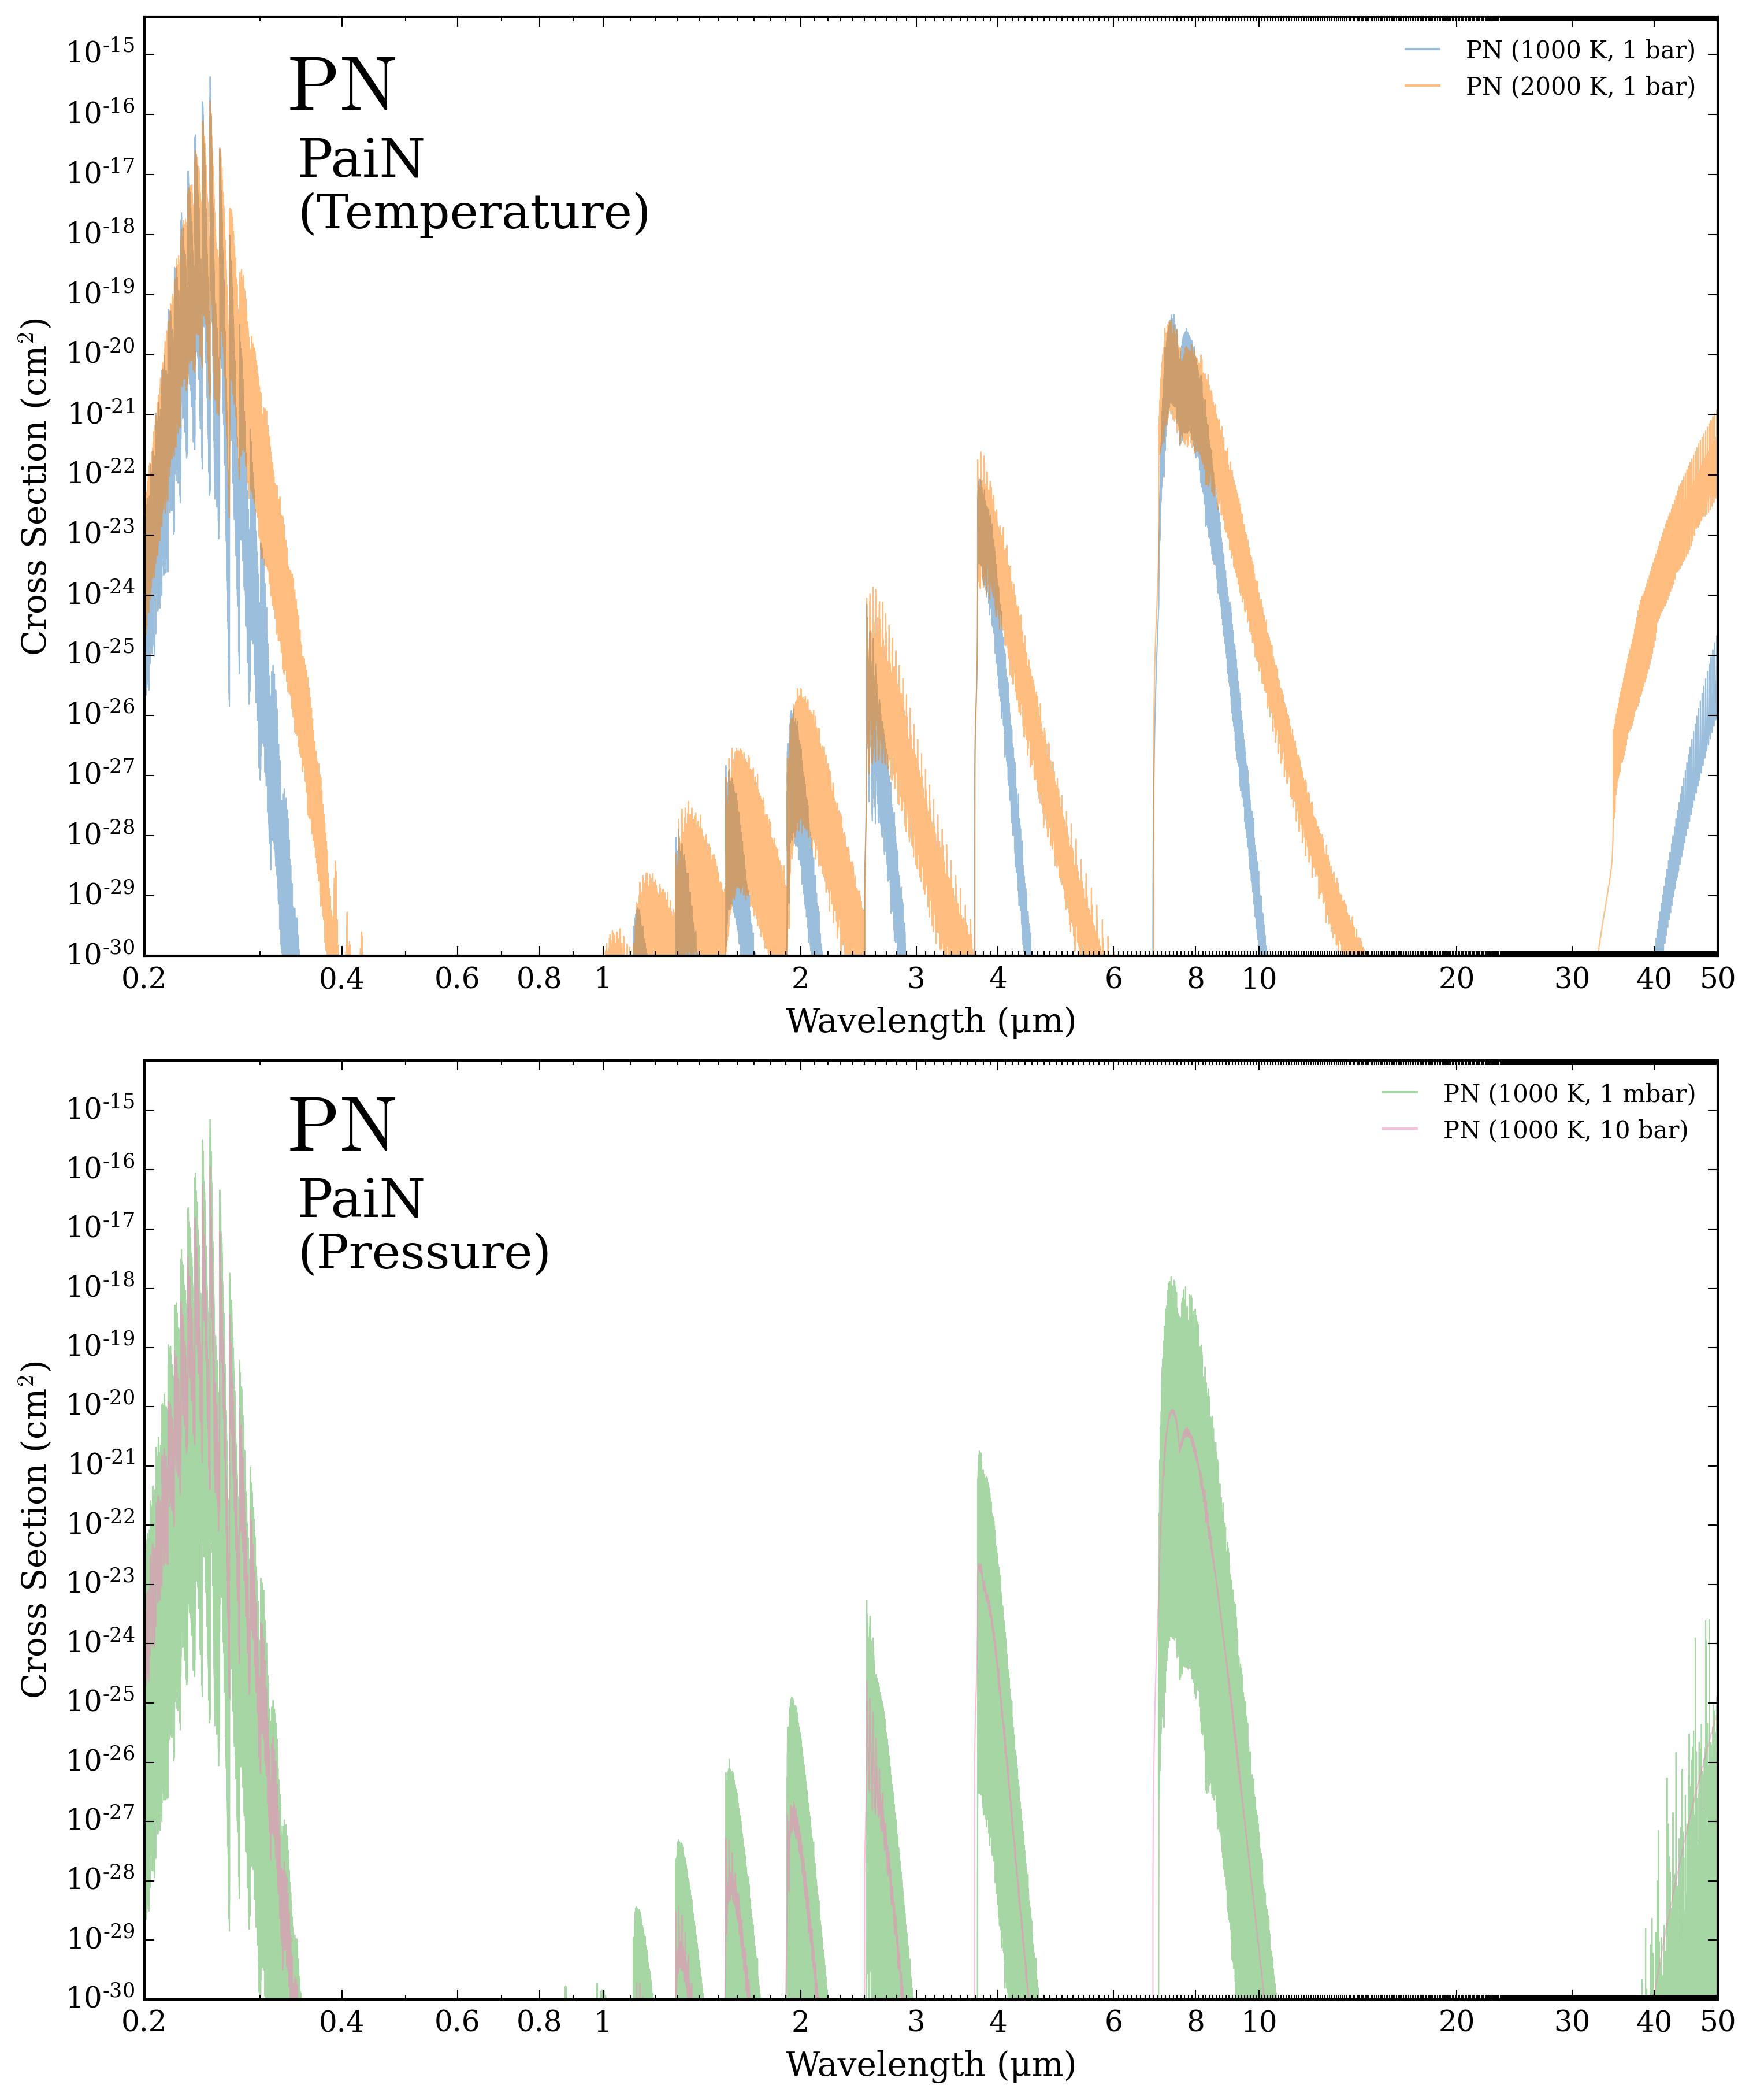 PN
PaiN
(Temperature)
PN (1000 K, 1 bar)
PN (2000 K, 1 bar)
Cross Section (cm²)
10⁻¹⁵
10⁻¹⁶
10⁻¹⁷
10⁻¹⁸
10⁻¹⁹
10⁻²⁰
10⁻²¹
10⁻²²
10⁻²³
10⁻²⁴
10⁻²⁵
10⁻²⁶
10⁻²⁷
10⁻²⁸
10⁻²⁹
10⁻³⁰
0.2 0.4 0.6 0.8 1 2 3 4 6 8 10 20 30 40 50
Wavelength (μm)
PN
PaiN
(Pressure)
PN (1000 K, 1 mbar)
PN (1000 K, 10 bar)
Cross Section (cm²)
10⁻¹⁵
10⁻¹⁶
10⁻¹⁷
10⁻¹⁸
10⁻¹⁹
10⁻²⁰
10⁻²¹
10⁻²²
10⁻²³
10⁻²⁴
10⁻²⁵
10⁻²⁶
10⁻²⁷
10⁻²⁸
10⁻²⁹
10⁻³⁰
0.2 0.4 0.6 0.8 1 2 3 4 6 8 10 20 30 40 50
Wavelength (μm)